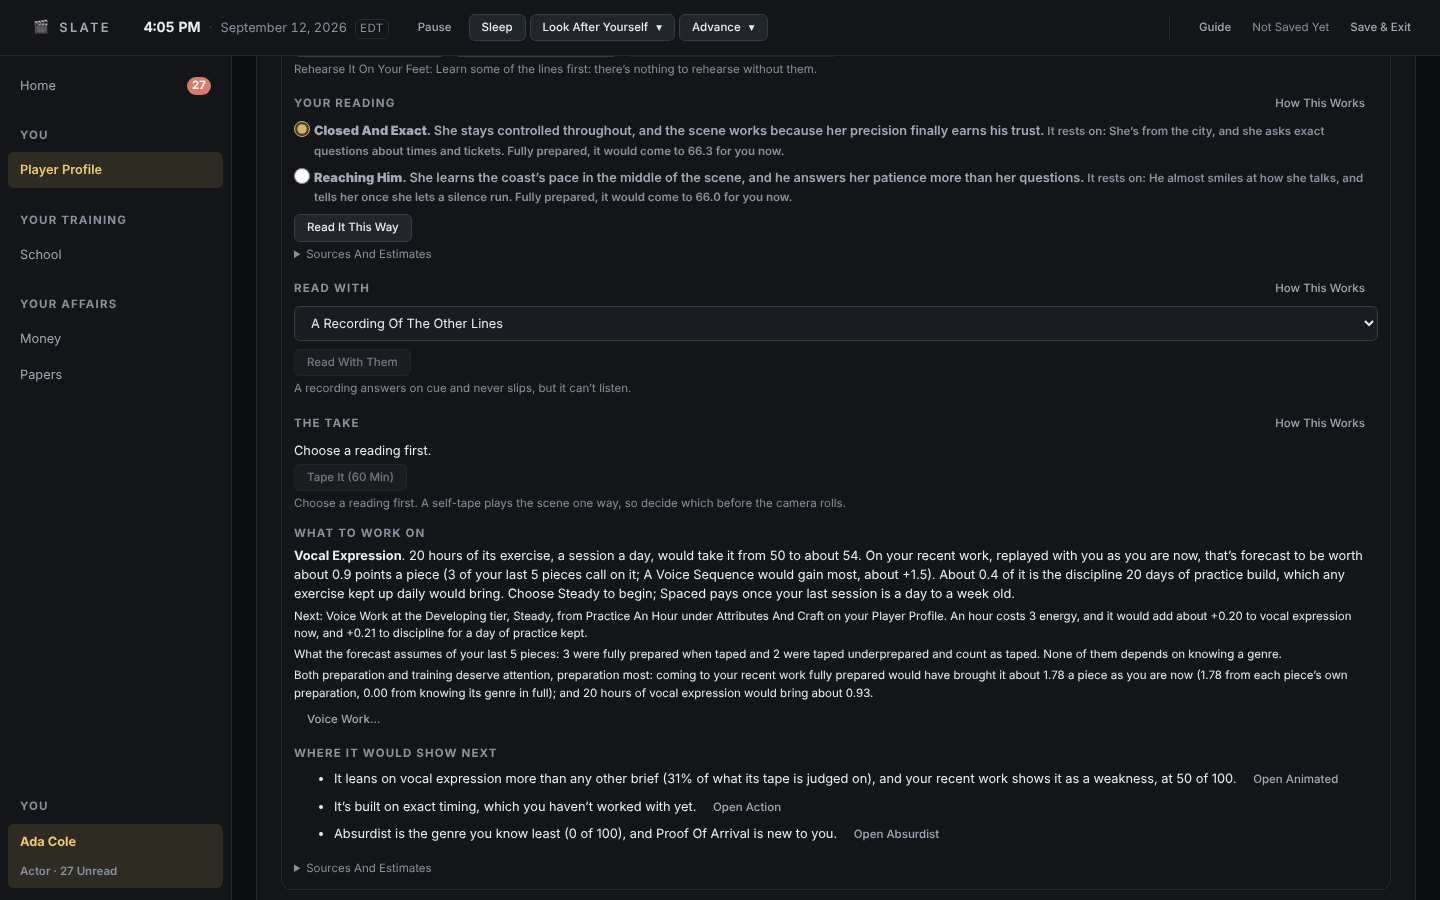 SLATE 4:05 PM · September 12, 2026 EDT Pause Sleep Look After Yourself ▾ Advance ▾ Guide Not Saved Yet Save & Exit
Home 27
YOU
Player Profile
YOUR TRAINING
School
YOUR AFFAIRS
Money
Papers
YOU
Ada Cole
Actor · 27 Unread
Rehearse It On Your Feet: Learn some of the lines first: there's nothing to rehearse without them.
YOUR READING How This Works
Closed And Exact. She stays controlled throughout, and the scene works because her precision finally earns his trust. It rests on: She's from the city, and she asks exact
questions about times and tickets. Fully prepared, it would come to 66.3 for you now.
Reaching Him. She learns the coast's pace in the middle of the scene, and he answers her patience more than her questions. It rests on: He almost smiles at how she talks, and
tells her once she lets a silence run. Fully prepared, it would come to 66.0 for you now.
Read It This Way
Sources And Estimates
READ WITH How This Works
A Recording Of The Other Lines
Read With Them
A recording answers on cue and never slips, but it can't listen.
THE TAKE How This Works
Choose a reading first.
Tape It (60 Min)
Choose a reading first. A self-tape plays the scene one way, so decide which before the camera rolls.
WHAT TO WORK ON
Vocal Expression. 20 hours of its exercise, a session a day, would take it from 50 to about 54. On your recent work, replayed with you as you are now, that's forecast to be worth
about 0.9 points a piece (3 of your last 5 pieces call on it; A Voice Sequence would gain most, about +1.5). About 0.4 of it is the discipline 20 days of practice build, which any
exercise kept up daily would bring. Choose Steady to begin; Spaced pays once your last session is a day to a week old.
Next: Voice Work at the Developing tier, Steady, from Practice An Hour under Attributes And Craft on your Player Profile. An hour costs 3 energy, and it would add about +0.20 to vocal expression
now, and +0.21 to discipline for a day of practice kept.
What the forecast assumes of your last 5 pieces: 3 were fully prepared when taped and 2 were taped underprepared and count as taped. None of them depends on knowing a genre.
Both preparation and training deserve attention, preparation most: coming to your recent work fully prepared would have brought it about 1.78 a piece as you are now (1.78 from each piece's own
preparation, 0.00 from knowing its genre in full); and 20 hours of vocal expression would bring about 0.93.
Voice Work...
WHERE IT WOULD SHOW NEXT
• It leans on vocal expression more than any other brief (31% of what its tape is judged on), and your recent work shows it as a weakness, at 50 of 100. Open Animated
• It's built on exact timing, which you haven't worked with yet. Open Action
• Absurdist is the genre you know least (0 of 100), and Proof Of Arrival is new to you. Open Absurdist
Sources And Estimates